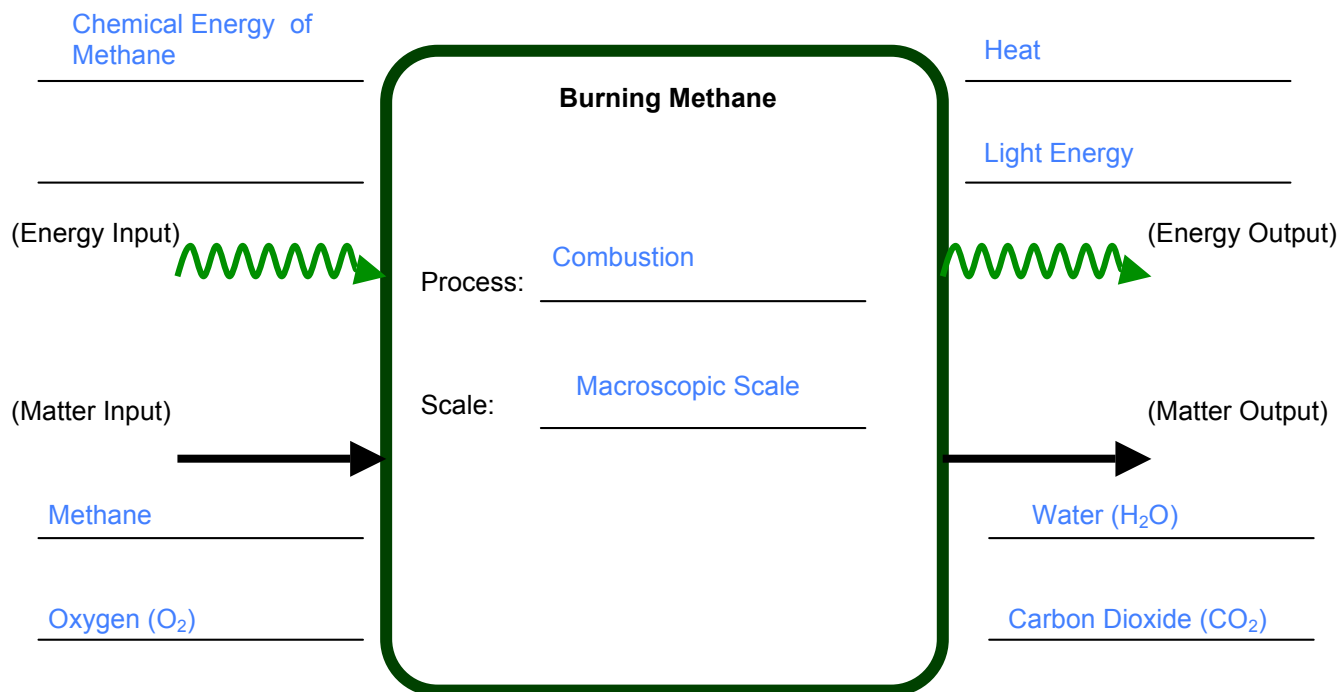 Chemical Energy of
Methane
Heat
Burning Methane
Light Energy
(Energy Input)
(Energy Output)
Process: Combustion
Scale: Macroscopic Scale
(Matter Input)
(Matter Output)
Methane
Water (H₂O)
Oxygen (O₂)
Carbon Dioxide (CO₂)